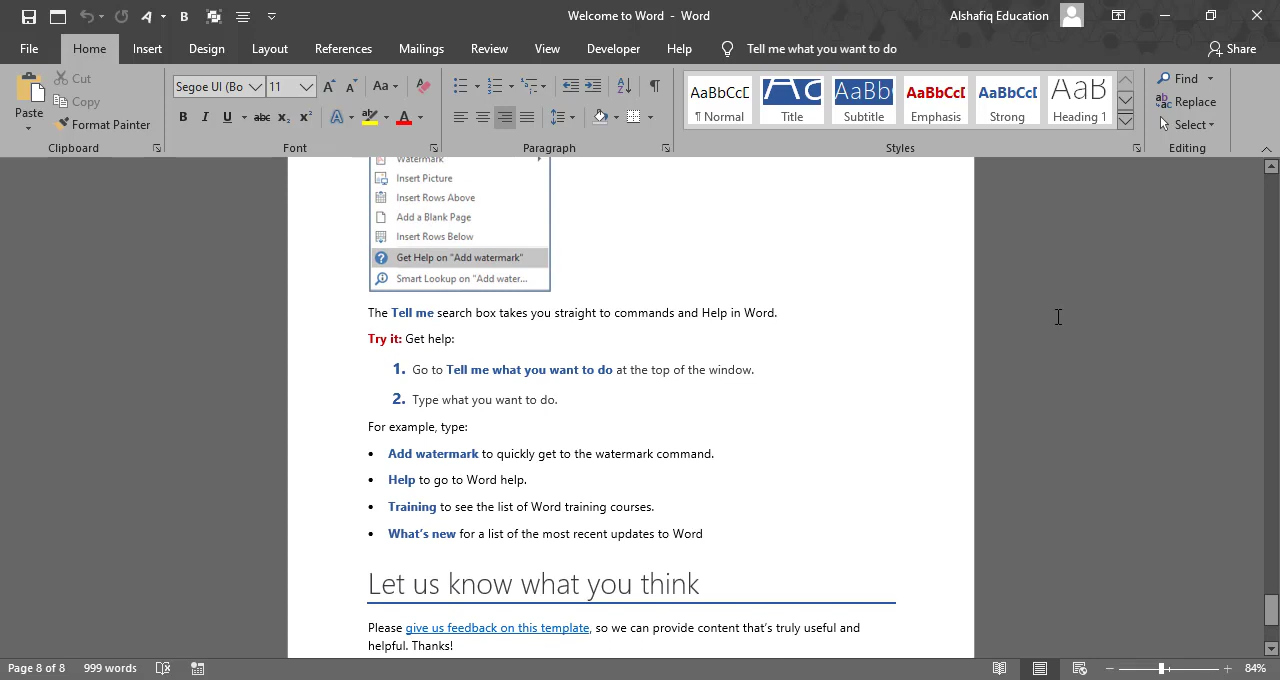 Welcome to Word - Word
Alshafiq Education
File Home Insert Design Layout References Mailings Review View Developer Help Tell me what you want to do Share
Paste
Cut
Copy
Format Painter
Clipboard
Segoe UI (Bo 11
Font
Paragraph
AaBbCcD AaBbCcD AaBbCcD AaB
¶ Normal Title Subtitle Emphasis Strong Heading 1
Styles
Find
Replace
Select
Editing
Watermark
Insert Picture
Insert Rows Above
Add a Blank Page
Insert Rows Below
Get Help on "Add watermark"
Smart Lookup on "Add water...
The Tell me search box takes you straight to commands and Help in Word.
Try it: Get help:
1. Go to Tell me what you want to do at the top of the window.
2. Type what you want to do.
For example, type:
• Add watermark to quickly get to the watermark command.
• Help to go to Word help.
• Training to see the list of Word training courses.
• What's new for a list of the most recent updates to Word
Let us know what you think
Please give us feedback on this template, so we can provide content that's truly useful and
helpful. Thanks!
Page 8 of 8 999 words 84%